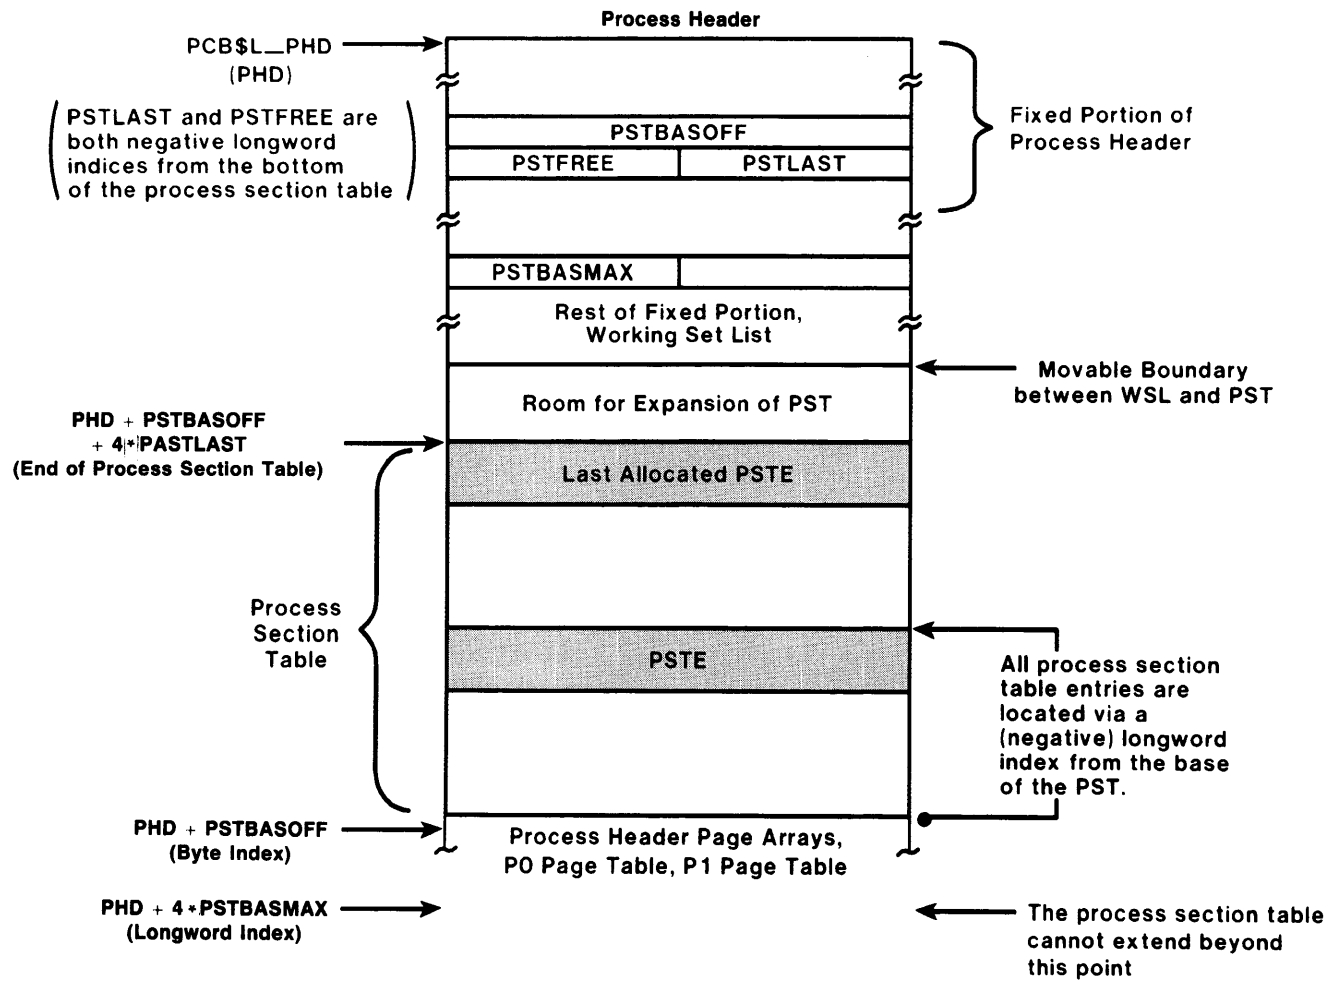 Process Header
PCB$L_PHD
(PHD)
PSTLAST and PSTFREE are
both negative longword
indices from the bottom
of the process section table
PSTBASOFF
PSTFREE PSTLAST
Fixed Portion of
Process Header
PSTBASMAX
Rest of Fixed Portion,
Working Set List
Movable Boundary
between WSL and PST
Room for Expansion of PST
PHD + PSTBASOFF
+ 4*PASTLAST
(End of Process Section Table)
Last Allocated PSTE
Process
Section
Table
PSTE
All process section
table entries are
located via a
(negative) longword
index from the base
of the PST.
PHD + PSTBASOFF
(Byte Index)
Process Header Page Arrays,
P0 Page Table, P1 Page Table
PHD + 4*PSTBASMAX
(Longword Index)
The process section table
cannot extend beyond
this point